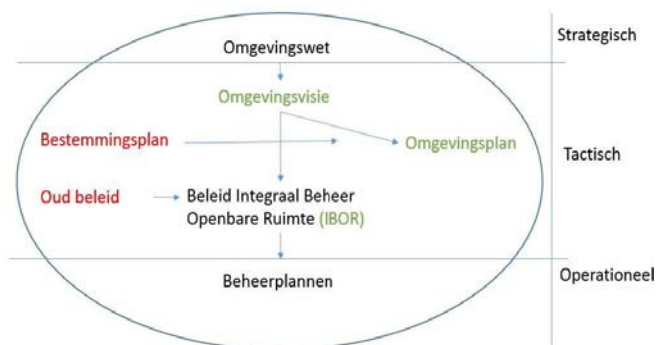 Omgevingswet
Strategisch
Omgevingsvisie
Bestemmingsplan
Omgevingsplan
Tactisch
Oud beleid
Beleid Integraal Beheer
Openbare Ruimte (IBOR)
Beheerplannen
Operationeel